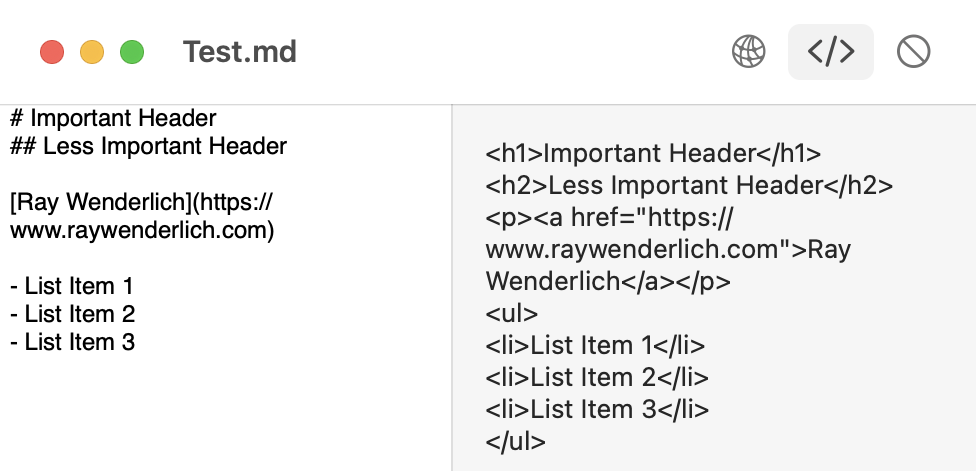 Test.md
</>
# Important Header
## Less Important Header
[Ray Wenderlich](https://
www.raywenderlich.com)
- List Item 1
- List Item 2
- List Item 3
<h1>Important Header</h1>
<h2>Less Important Header</h2>
<p><a href="https://
www.raywenderlich.com">Ray
Wenderlich</a></p>
<ul>
<li>List Item 1</li>
<li>List Item 2</li>
<li>List Item 3</li>
</ul>